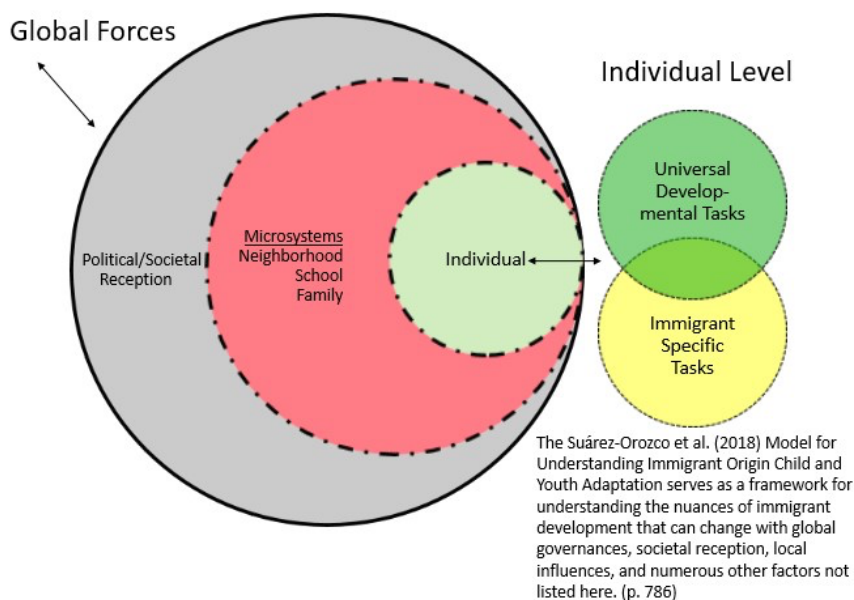 Global Forces
Individual Level
Universal
Develop-
mental Tasks
Political/Societal
Reception
Microsystems
Neighborhood
School
Family
Individual
Immigrant
Specific
Tasks
The Suárez-Orozco et al. (2018) Model for
Understanding Immigrant Origin Child and
Youth Adaptation serves as a framework for
understanding the nuances of immigrant
development that can change with global
governances, societal reception, local
influences, and numerous other factors not
listed here. (p. 786)